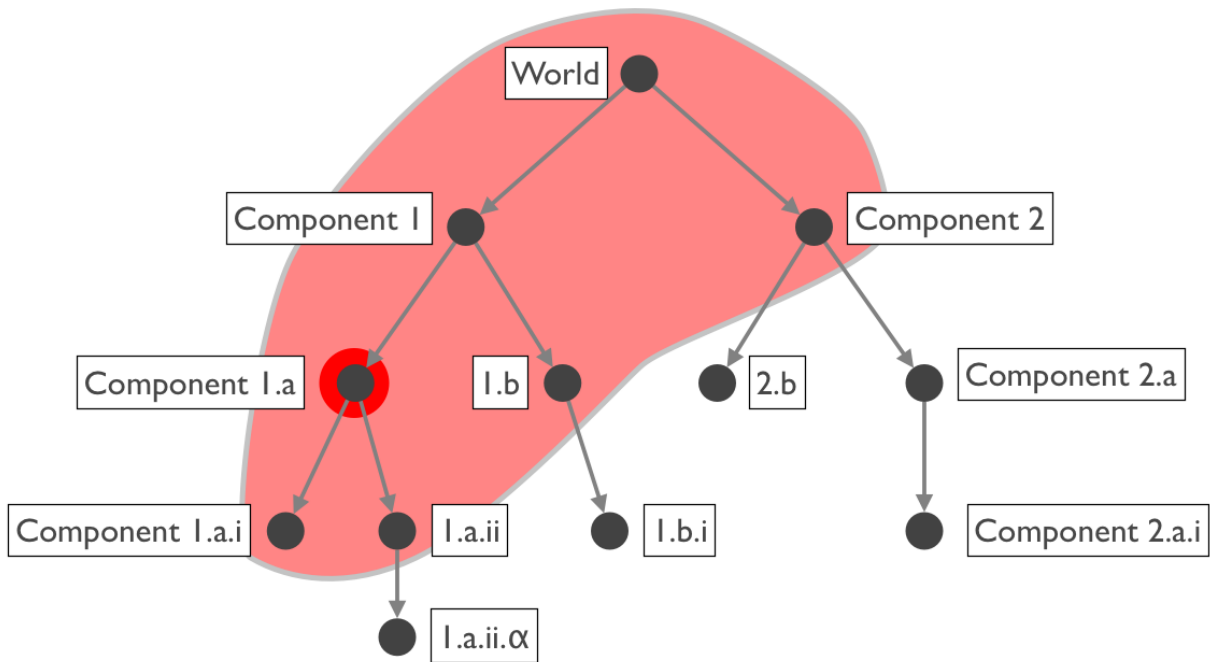 World
Component 1
Component 2
Component 1.a
1.b
2.b
Component 2.a
Component 1.a.i
1.a.ii
1.b.i
Component 2.a.i
1.a.ii.α